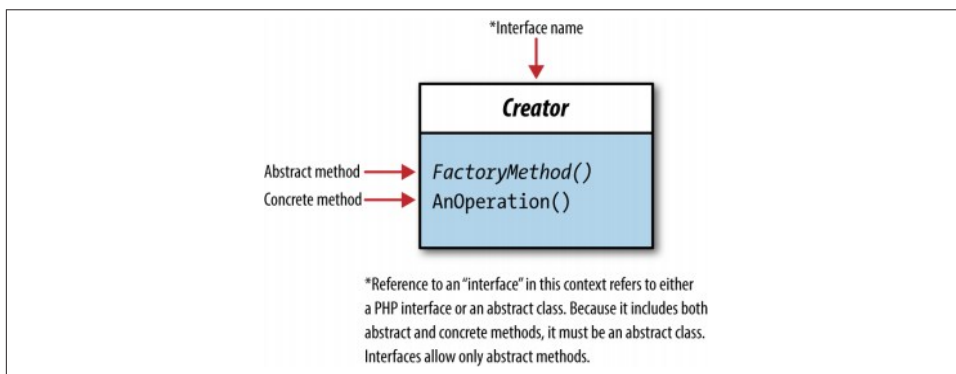 *Interface name
Creator
Abstract method
FactoryMethod()
Concrete method
AnOperation()
*Reference to an "interface" in this context refers to either
a PHP interface or an abstract class. Because it includes both
abstract and concrete methods, it must be an abstract class.
Interfaces allow only abstract methods.